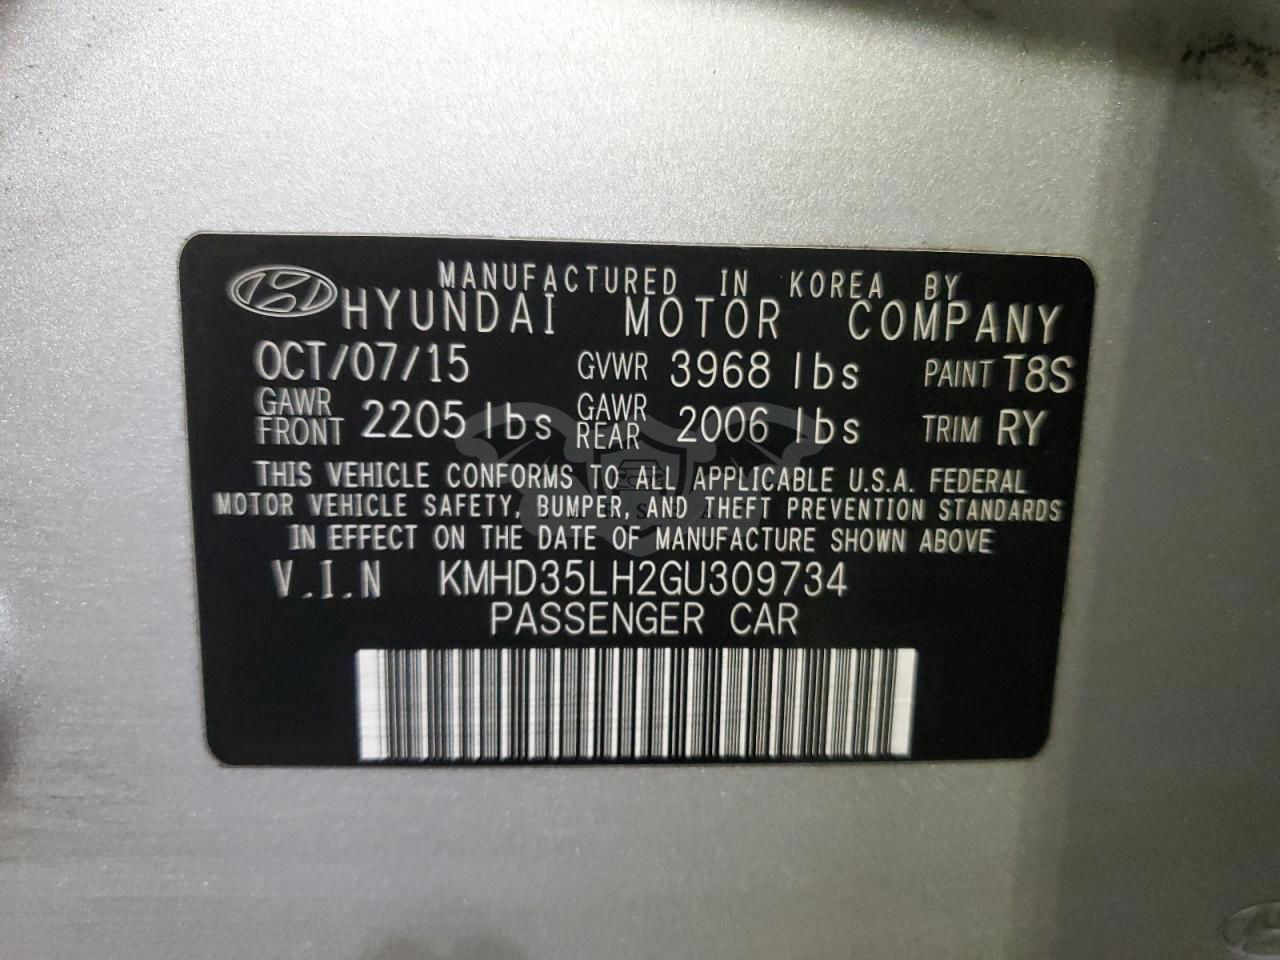 MANUFACTURED IN KOREA BY
HYUNDAI MOTOR COMPANY
OCT/07/15 GVWR 3968 lbs PAINT T8S
GAWR FRONT 2205 lbs GAWR REAR 2006 lbs TRIM RY
THIS VEHICLE CONFORMS TO ALL APPLICABLE U.S.A. FEDERAL
MOTOR VEHICLE SAFETY, BUMPER, AND THEFT PREVENTION STANDARDS
IN EFFECT ON THE DATE OF MANUFACTURE SHOWN ABOVE
V.I.N KMHD35LH2GU309734
PASSENGER CAR